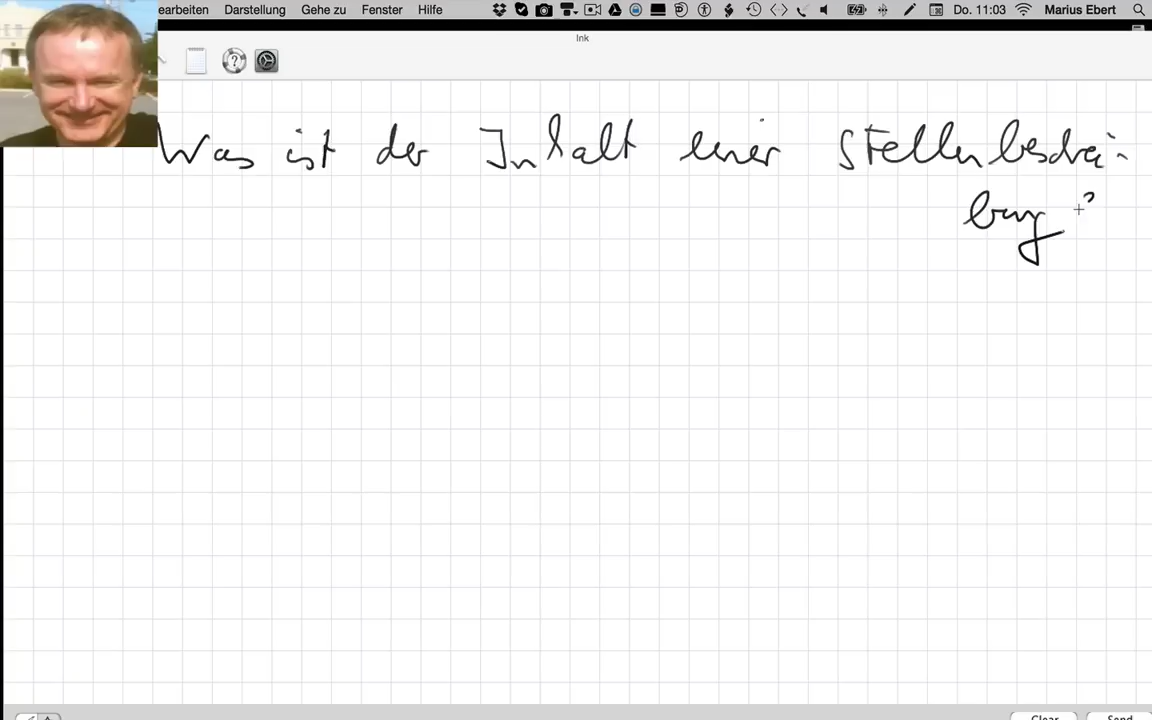 earbeiten Darstellung Gehe zu Fenster Hilfe Do. 11:03 Marius Ebert
Ink
Was ist der Inhalt einer Stellenbeschrei-
bung ?
Clear Send